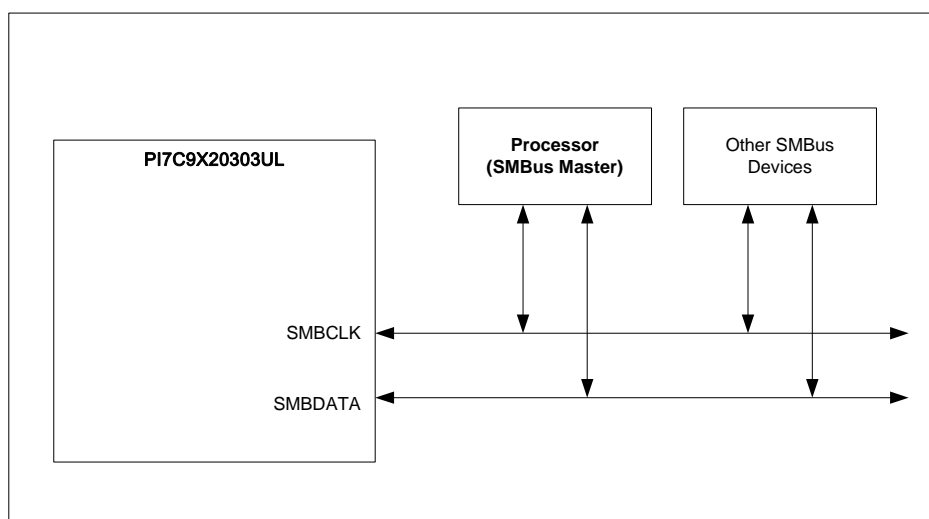 PI7C9X20303UL
Processor
(SMBus Master)
Other SMBus
Devices
SMBCLK
SMBDATA